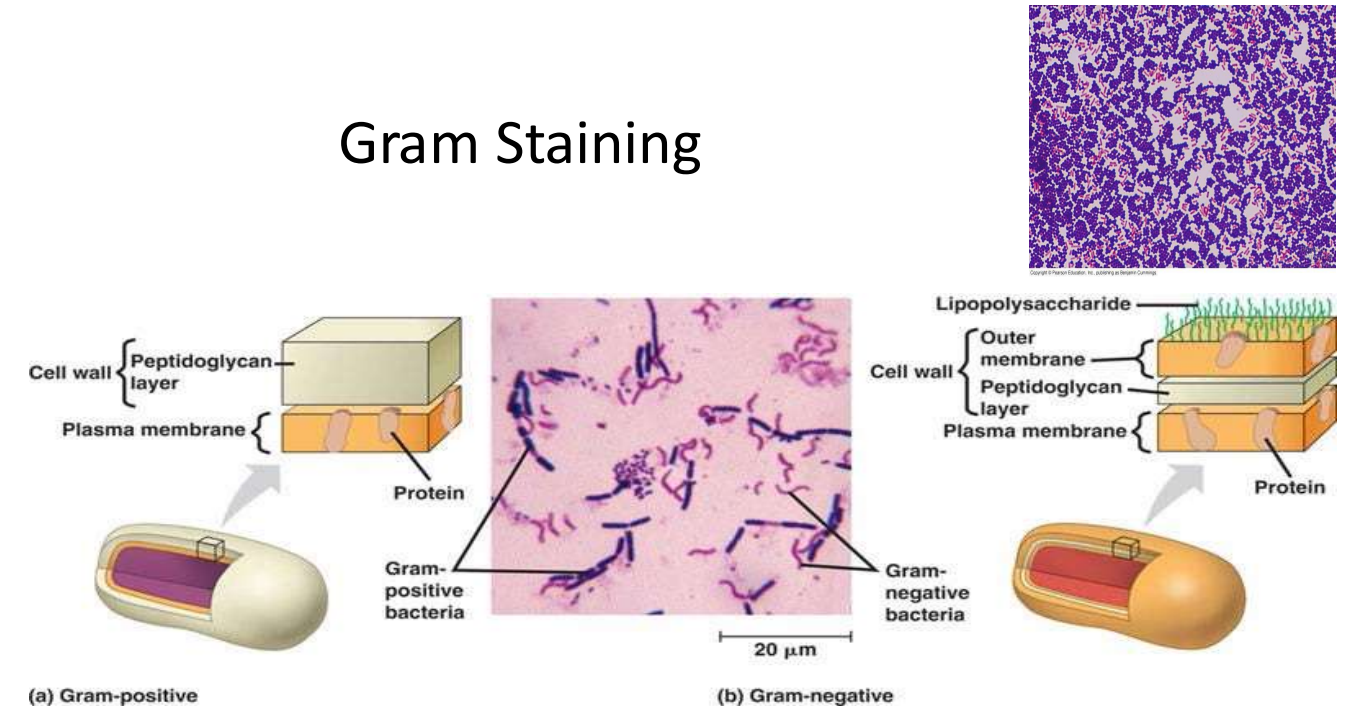 Gram Staining
Copyright © Pearson Education, Inc., publishing as Benjamin Cummings.
Cell wall
Peptidoglycan
layer
Plasma membrane
Protein
Gram-
positive
bacteria
(a) Gram-positive
Lipopolysaccharide
Outer
membrane
Cell wall
Peptidoglycan
layer
Plasma membrane
Protein
Gram-
negative
bacteria
20 μm
(b) Gram-negative